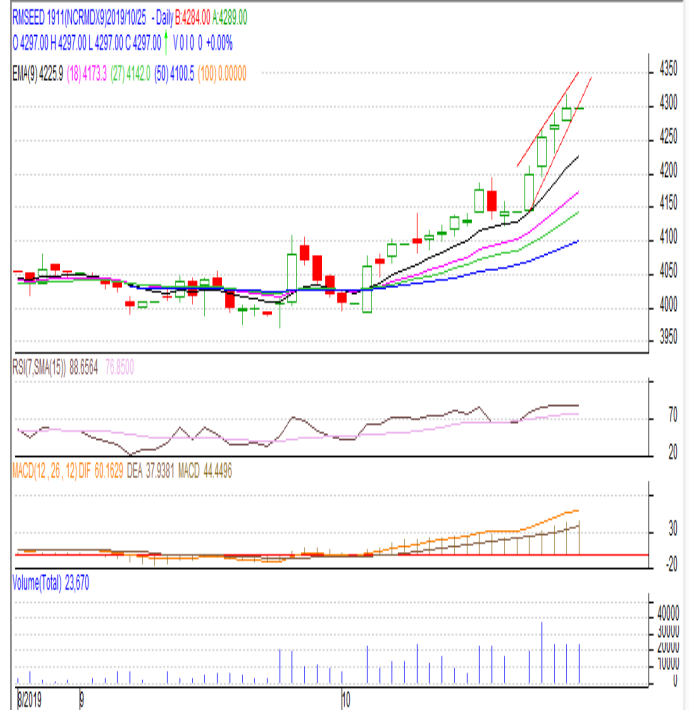 RMSEED 1911(NCRMDX9)2019/10/25 - Daily B:4284.00 A:4289.00
O 4297.00 H 4297.00 L 4297.00 C 4297.00 V 0 I 0 0 +0.00%
EMA(9) 4225.9 (18) 4173.3 (27) 4142.0 (50) 4100.5 (100) 0.00000
4350
4300
4250
4200
4150
4100
4050
4000
3950
RSI(7,SMA(15)) 88.6564 76.8500
70
20
MACD(12 , 26 , 12) DIF 60.1629 DEA 37.9381 MACD 44.4496
30
-20
Volume(Total) 23,670
40000
30000
20000
10000
0
8/2019 9 10